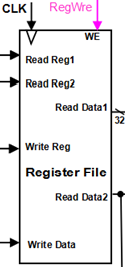 CLK
RegWre
WE
Read Reg1
Read Reg2
Read Data1
32
Write Reg
Register File
Read Data2
Write Data